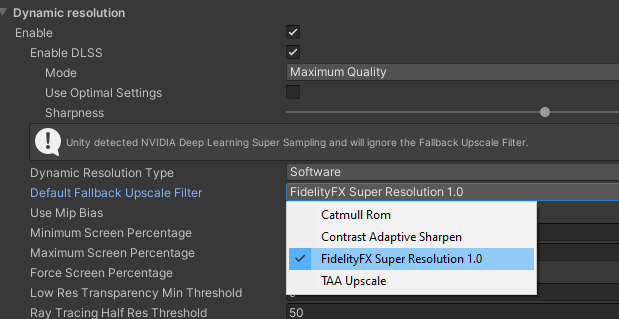 Dynamic resolution
Enable
Enable DLSS
Mode Maximum Quality
Use Optimal Settings
Sharpness
Unity detected NVIDIA Deep Learning Super Sampling and will ignore the Fallback Upscale Filter.
Dynamic Resolution Type Software
Default Fallback Upscale Filter FidelityFX Super Resolution 1.0
Use Mip Bias Catmull Rom
Minimum Screen Percentage Contrast Adaptive Sharpen
Maximum Screen Percentage FidelityFX Super Resolution 1.0
Force Screen Percentage TAA Upscale
Low Res Transparency Min Threshold
Ray Tracing Half Res Threshold 50